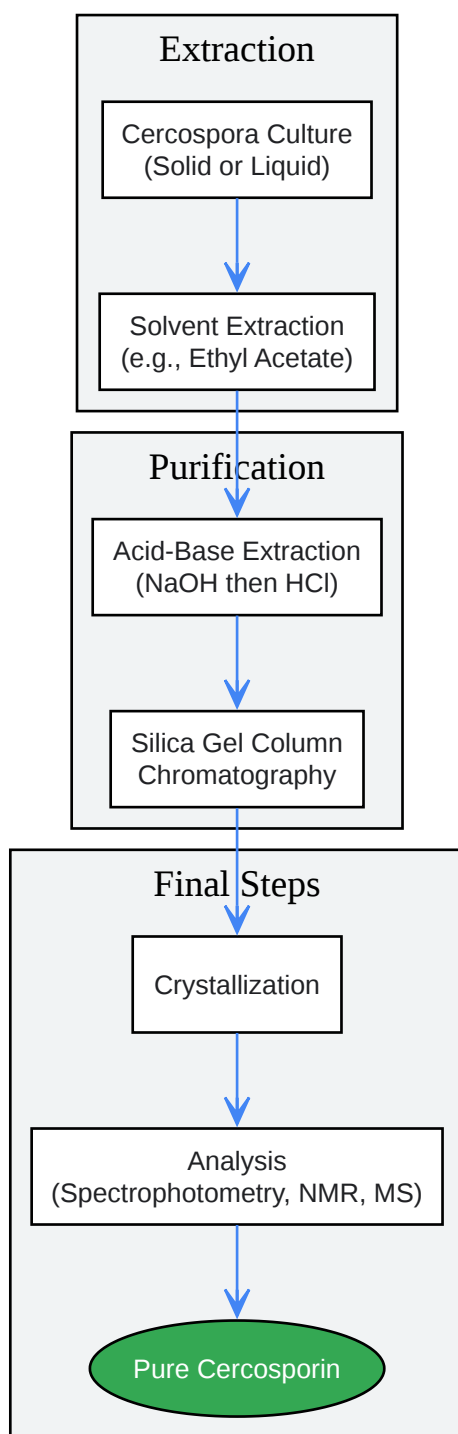 Extraction
Cercospora Culture
(Solid or Liquid)
Solvent Extraction
(e.g., Ethyl Acetate)
Purification
Acid-Base Extraction
(NaOH then HCl)
Silica Gel Column
Chromatography
Final Steps
Crystallization
Analysis
(Spectrophotometry, NMR, MS)
Pure Cercosporin